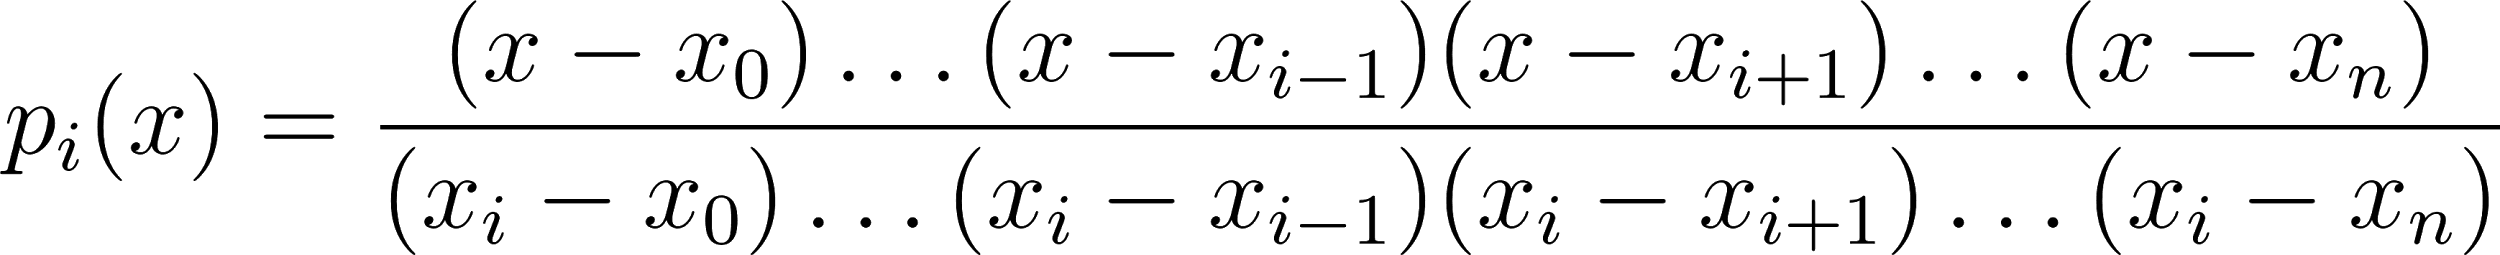 p_i(x) = \frac{(x - x_0) \ldots (x - x_{i-1})(x - x_{i+1}) \ldots (x - x_n)}{(x_i - x_0) \ldots (x_i - x_{i-1})(x_i - x_{i+1}) \ldots (x_i - x_n)}